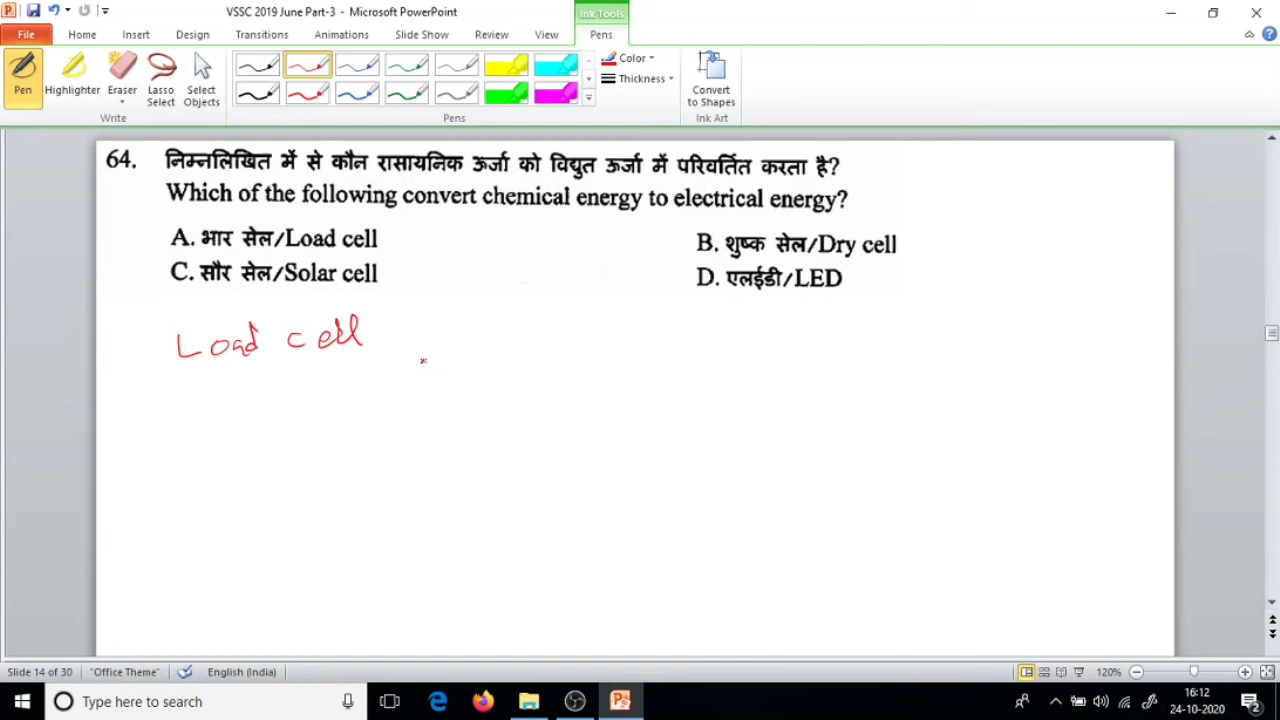 VSSC 2019 June Part-3 - Microsoft PowerPoint
Ink Tools
File Home Insert Design Transitions Animations Slide Show Review View Pens
Pen Highlighter Eraser Lasso Select Select Objects
Color Thickness
Convert to Shapes
Write Pens Ink Art
64. निम्नलिखित में से कौन रासायनिक ऊर्जा को विद्युत ऊर्जा में परिवर्तित करता है?
Which of the following convert chemical energy to electrical energy?
A. भार सेल/Load cell B. शुष्क सेल/Dry cell
C. सौर सेल/Solar cell D. एलईडी/LED
Load cell
Slide 14 of 30 "Office Theme" English (India) 120%
Type here to search 16:12
24-10-2020 2